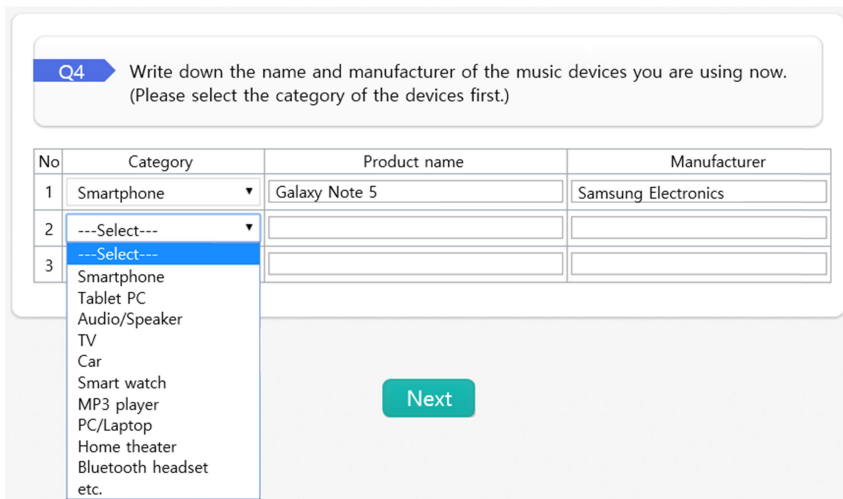 Q4
Write down the name and manufacturer of the music devices you are using now.
(Please select the category of the devices first.)
No Category Product name Manufacturer
1 Smartphone Galaxy Note 5 Samsung Electronics
2 ---Select---
---Select---
3
Smartphone
Tablet PC
Audio/Speaker
TV
Car
Smart watch
MP3 player
PC/Laptop
Home theater
Bluetooth headset
etc.
Next